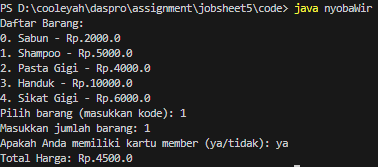 PS D:\cooleyah\daspro\assignment\jobsheet5\code> java nyobaWir
Daftar Barang:
0. Sabun - Rp.2000.0
1. Shampoo - Rp.5000.0
2. Pasta Gigi - Rp.4000.0
3. Handuk - Rp.10000.0
4. Sikat Gigi - Rp.6000.0
Pilih barang (masukkan kode): 1
Masukkan jumlah barang: 1
Apakah Anda memiliki kartu member (ya/tidak): ya
Total Harga: Rp.4500.0